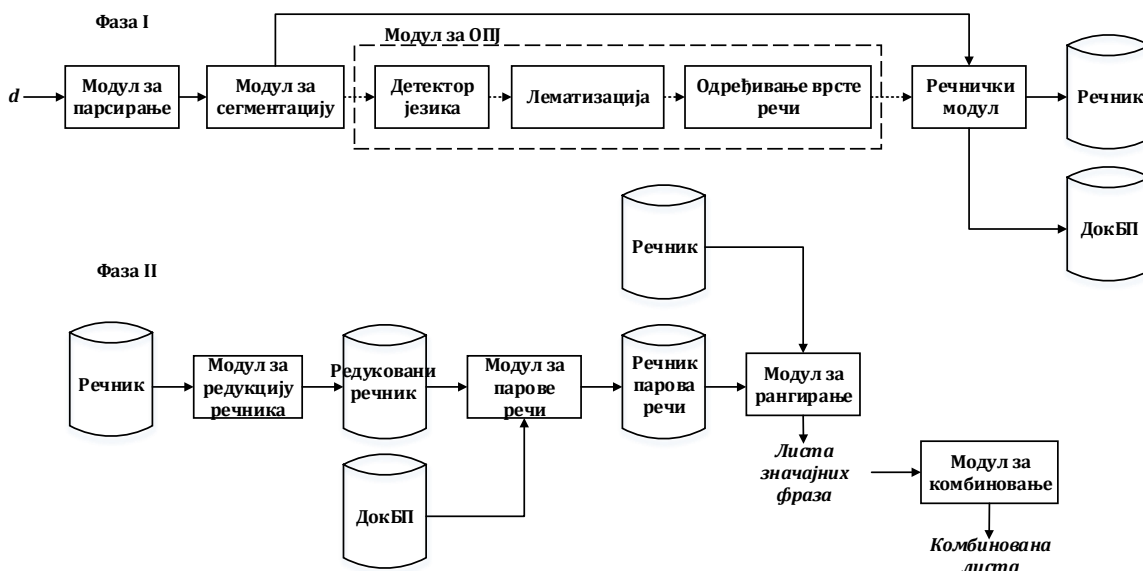 Фаза I
Модул за ОПЈ
d
Модул за
парсирање
Модул за
сегментацију
Детектор
језика
Лематизација
Одређивање врсте
речи
Речнички
модул
Речник
ДокБП
Фаза II
Речник
Речник
Модул за
редукцију
речника
Редуковани
речник
Модул за
парове
речи
Речник
парова
речи
Модул за
рангирање
ДокБП
Листа
значајних
фраза
Модул за
комбиновање
Комбинована
листа